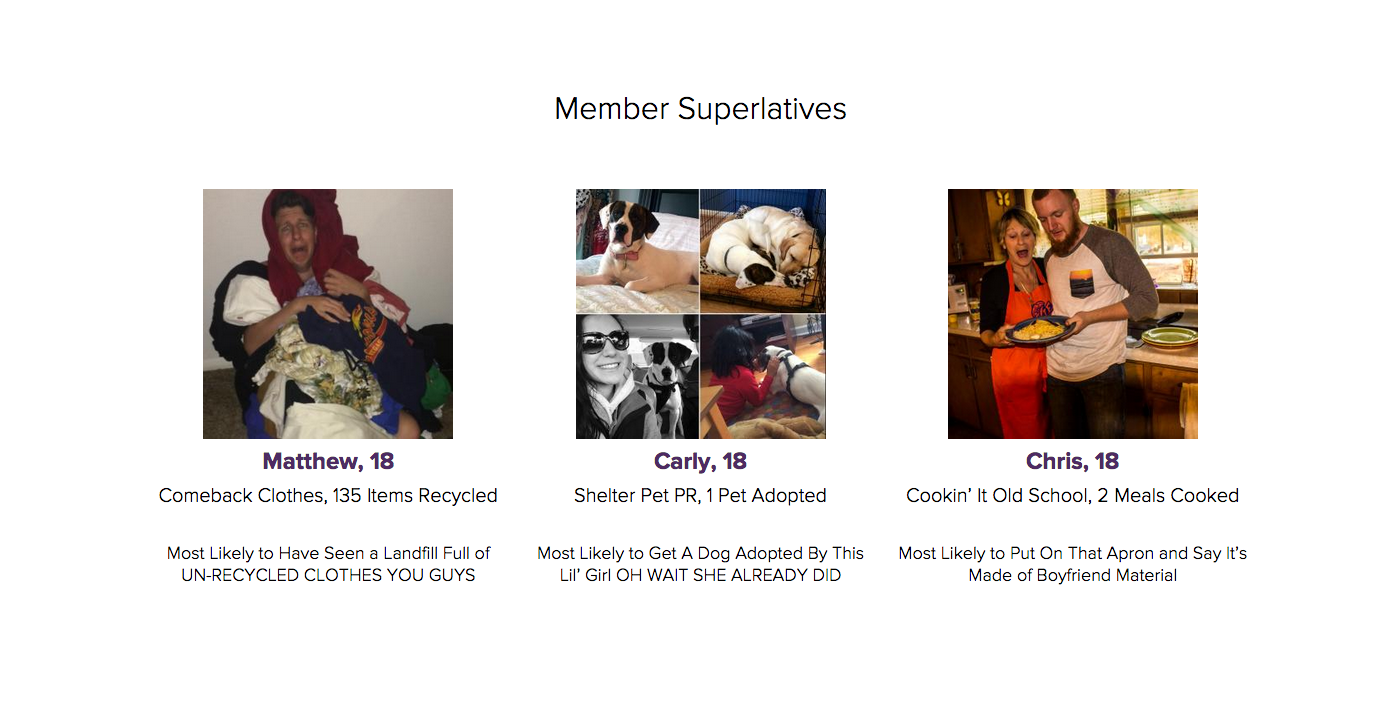 Member Superlatives
Matthew, 18
Comeback Clothes, 135 Items Recycled
Most Likely to Have Seen a Landfill Full of
UN-RECYCLED CLOTHES YOU GUYS
Carly, 18
Shelter Pet PR, 1 Pet Adopted
Most Likely to Get A Dog Adopted By This
Lil’ Girl OH WAIT SHE ALREADY DID
Chris, 18
Cookin’ It Old School, 2 Meals Cooked
Most Likely to Put On That Apron and Say It’s
Made of Boyfriend Material